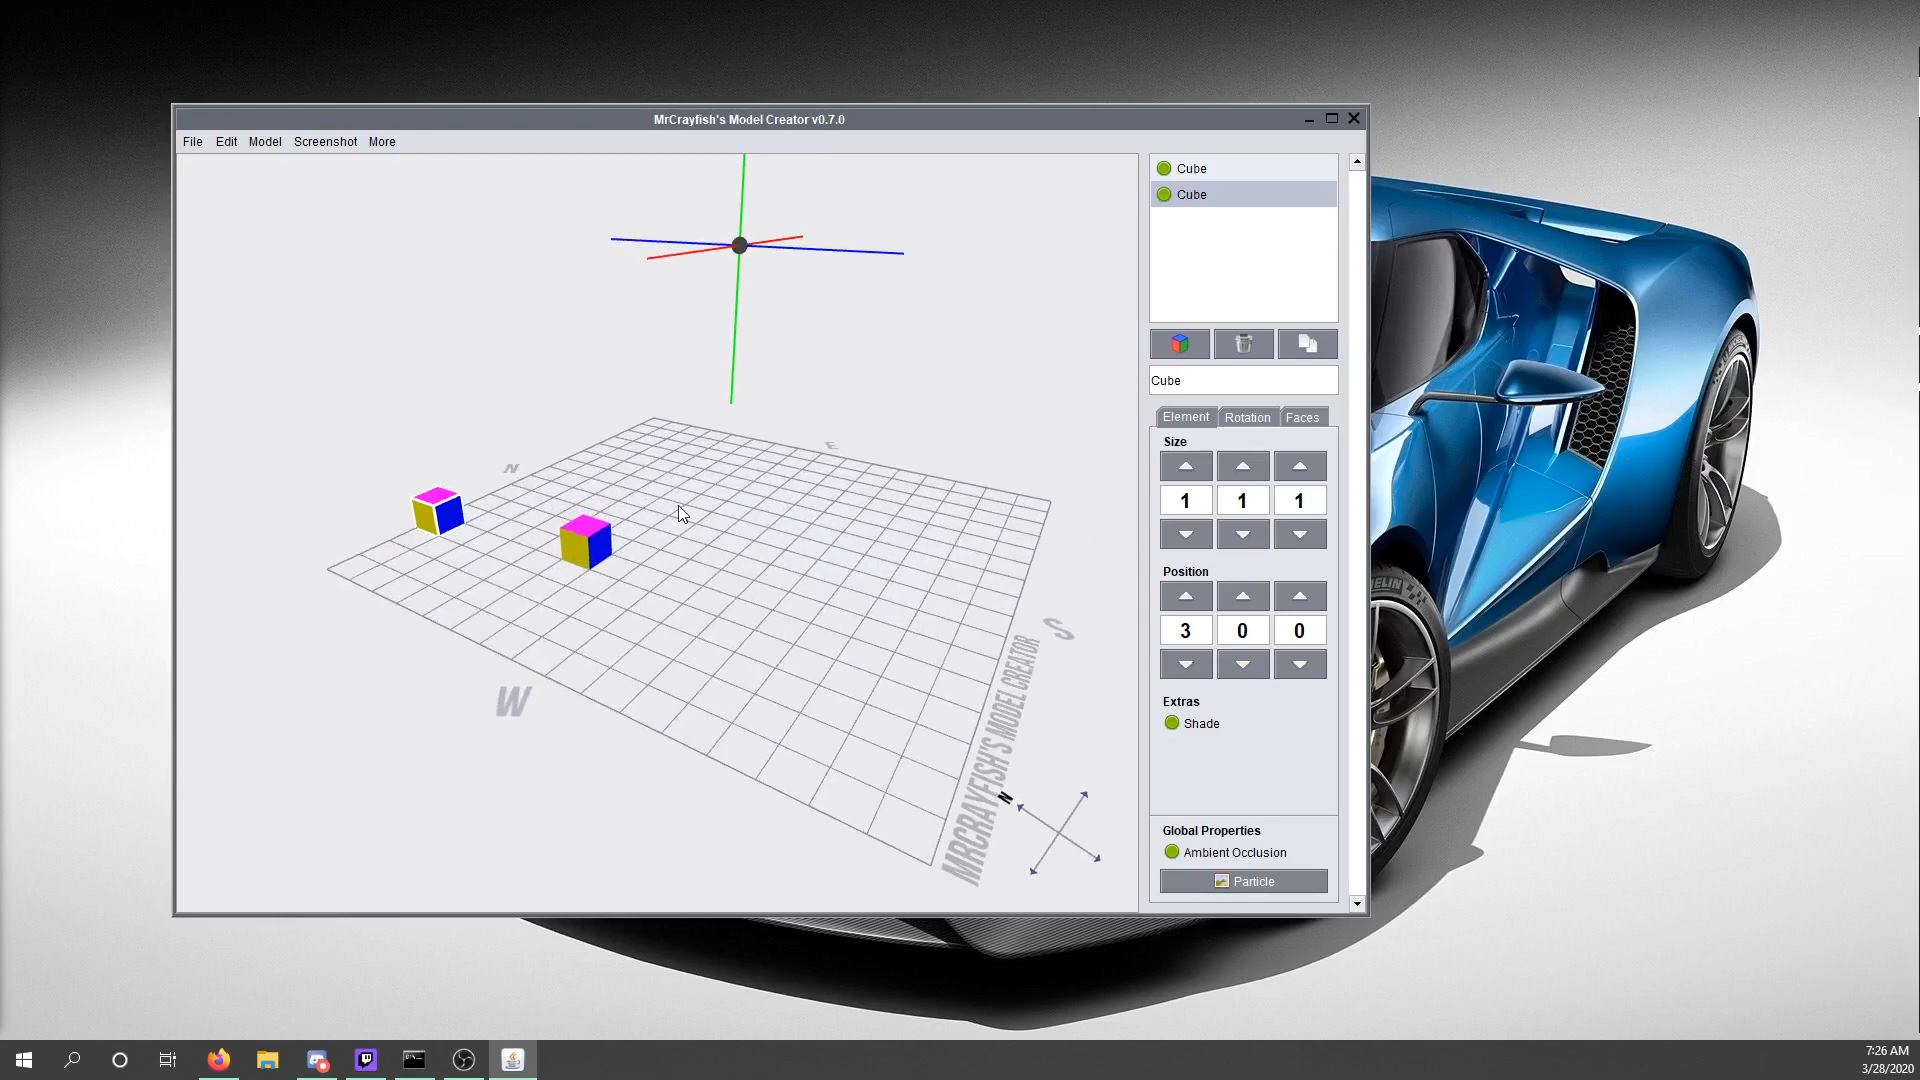 MrCrayfish's Model Creator v0.7.0
File Edit Model Screenshot More
Cube
Cube
Cube
Element Rotation Faces
Size
1 1 1
Position
3 0 0
Extras
Shade
Global Properties
Ambient Occlusion
Particle
E
N
S
W
MRCRAYFISH'S MODEL CREATOR
N
7:26 AM
3/28/2020